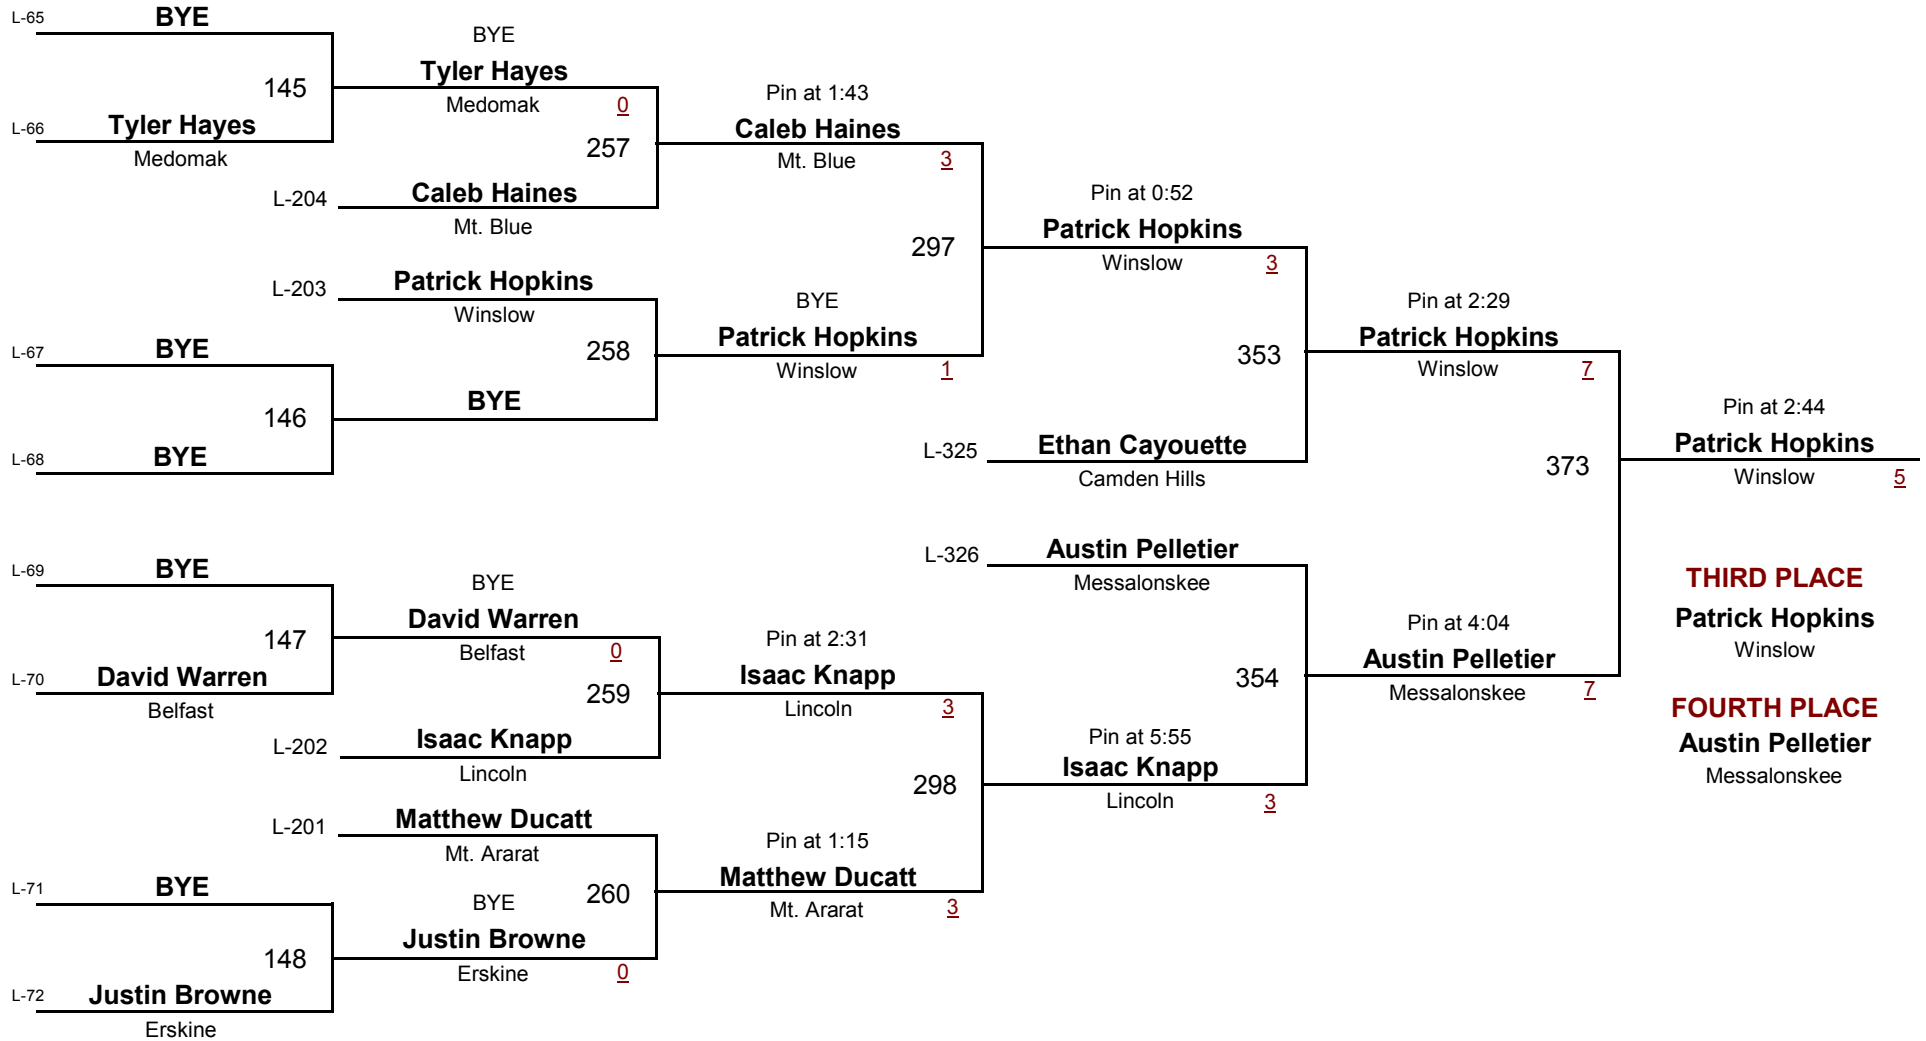 L-65
BYE
145
L-66
Tyler Hayes
Medomak
L-67
BYE
146
L-68
BYE
L-69
BYE
147
L-70
David Warren
Belfast
L-71
BYE
148
L-72
Justin Browne
Erskine
BYE
Tyler Hayes
Medomak
0
257
L-204
Caleb Haines
Mt. Blue
L-203
Patrick Hopkins
Winslow
258
BYE
BYE
David Warren
Belfast
0
259
L-202
Isaac Knapp
Lincoln
L-201
Matthew Ducatt
Mt. Ararat
260
BYE
Justin Browne
Erskine
0
Pin at 1:43
Caleb Haines
Mt. Blue
3
297
BYE
Patrick Hopkins
Winslow
1
Pin at 2:31
Isaac Knapp
Lincoln
3
298
Pin at 1:15
Matthew Ducatt
Mt. Ararat
3
Pin at 0:52
Patrick Hopkins
Winslow
3
353
L-325
Ethan Cayouette
Camden Hills
L-326
Austin Pelletier
Messalonskee
354
Pin at 5:55
Isaac Knapp
Lincoln
3
Pin at 2:29
Patrick Hopkins
Winslow
7
373
Pin at 4:04
Austin Pelletier
Messalonskee
7
Pin at 2:44
Patrick Hopkins
Winslow
5
THIRD PLACE
Patrick Hopkins
Winslow
FOURTH PLACE
Austin Pelletier
Messalonskee